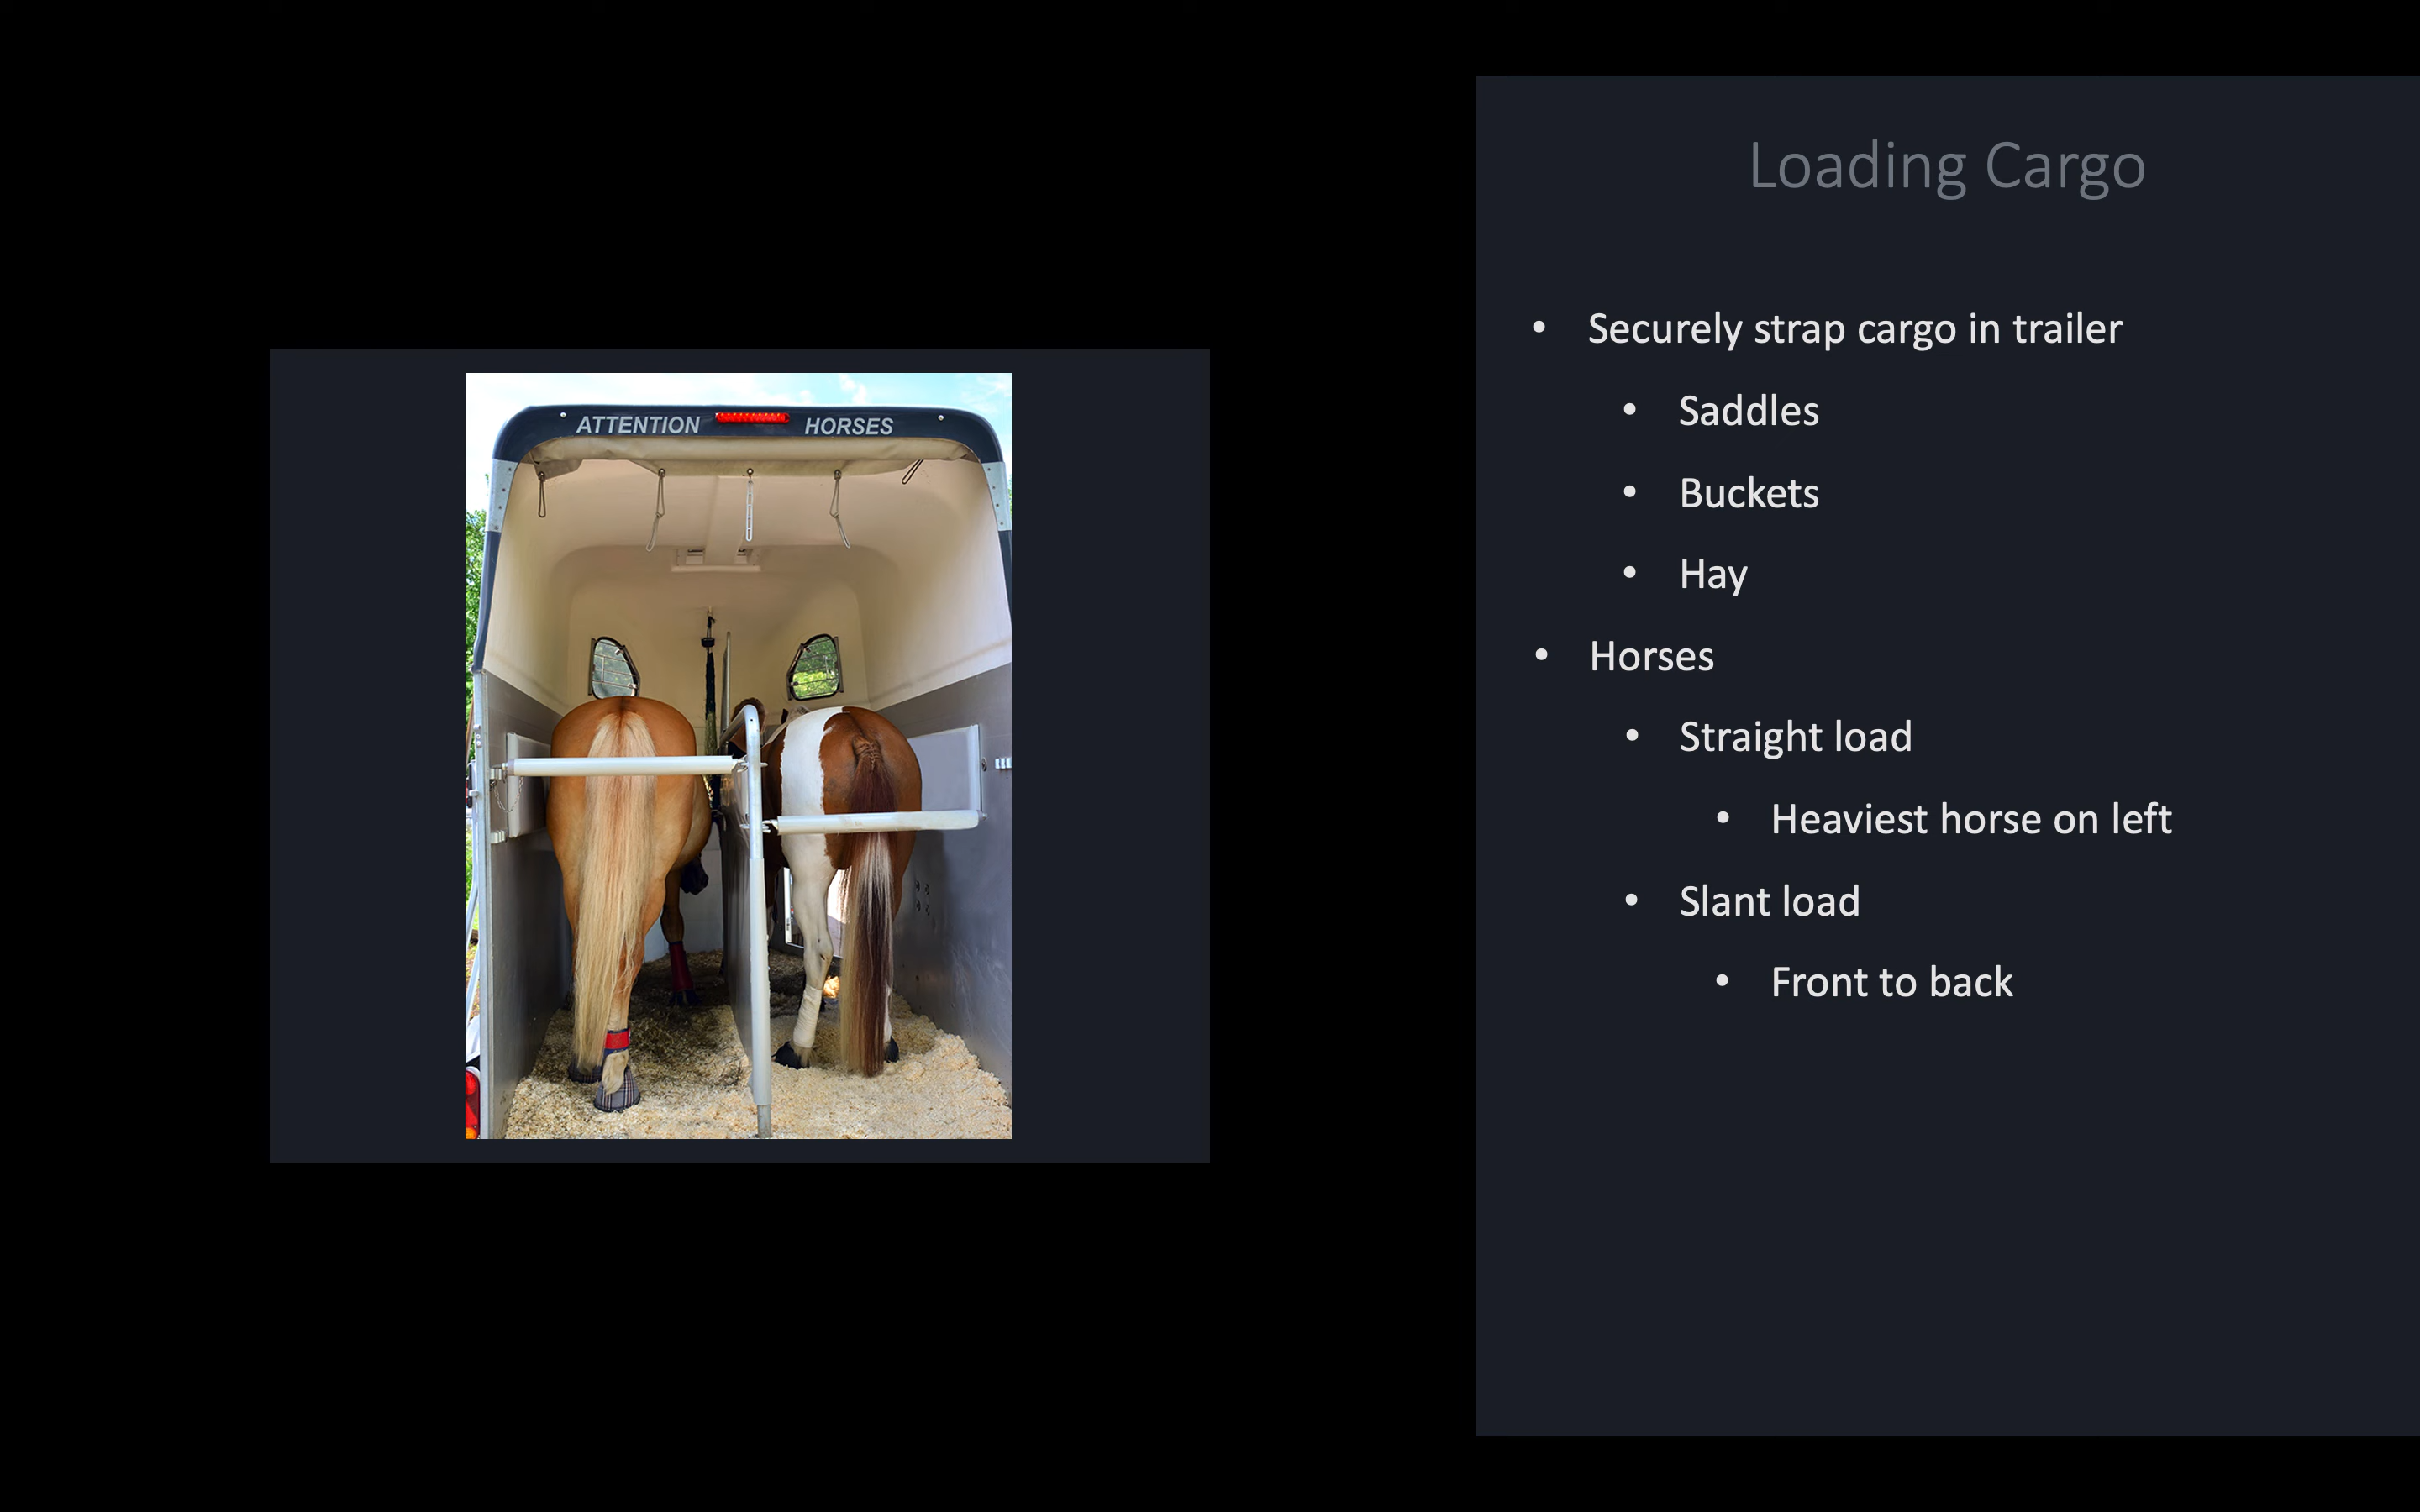 ATTENTION HORSES
Loading Cargo
• Securely strap cargo in trailer
• Saddles
• Buckets
• Hay
• Horses
• Straight load
• Heaviest horse on left
• Slant load
• Front to back